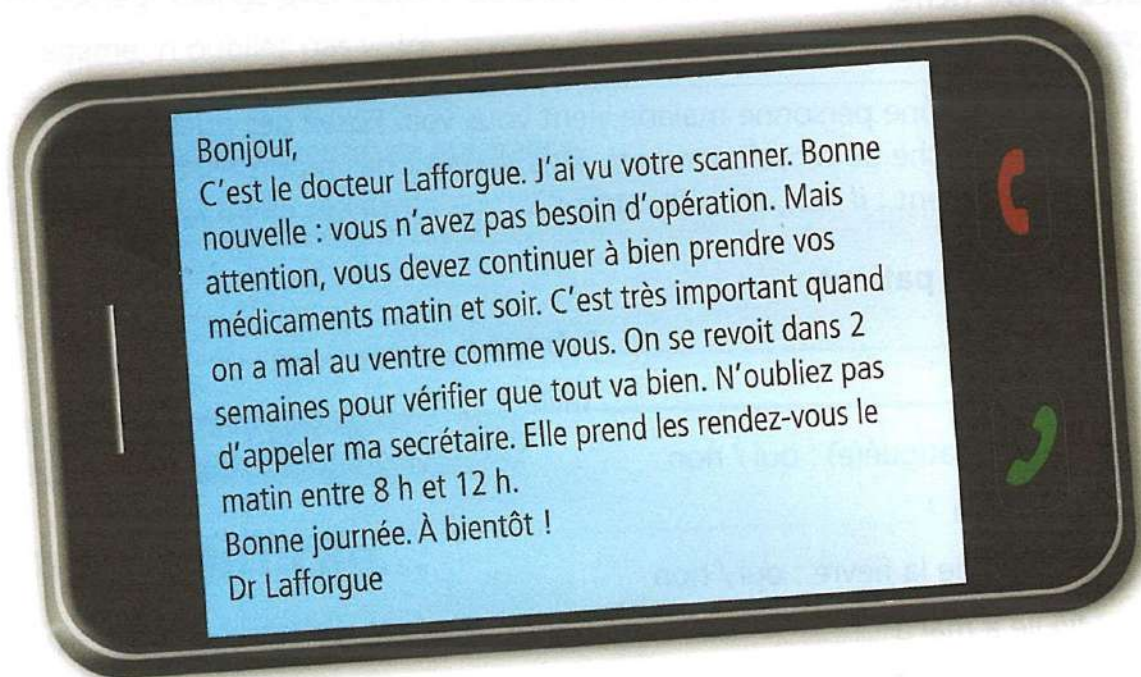 Bonjour,
C'est le docteur Lafforgue. J'ai vu votre scanner. Bonne
nouvelle : vous n'avez pas besoin d'opération. Mais
attention, vous devez continuer à bien prendre vos
médicaments matin et soir. C'est très important quand
on a mal au ventre comme vous. On se revoit dans 2
semaines pour vérifier que tout va bien. N'oubliez pas
d'appeler ma secrétaire. Elle prend les rendez-vous le
matin entre 8 h et 12 h.
Bonne journée. À bientôt !
Dr Lafforgue